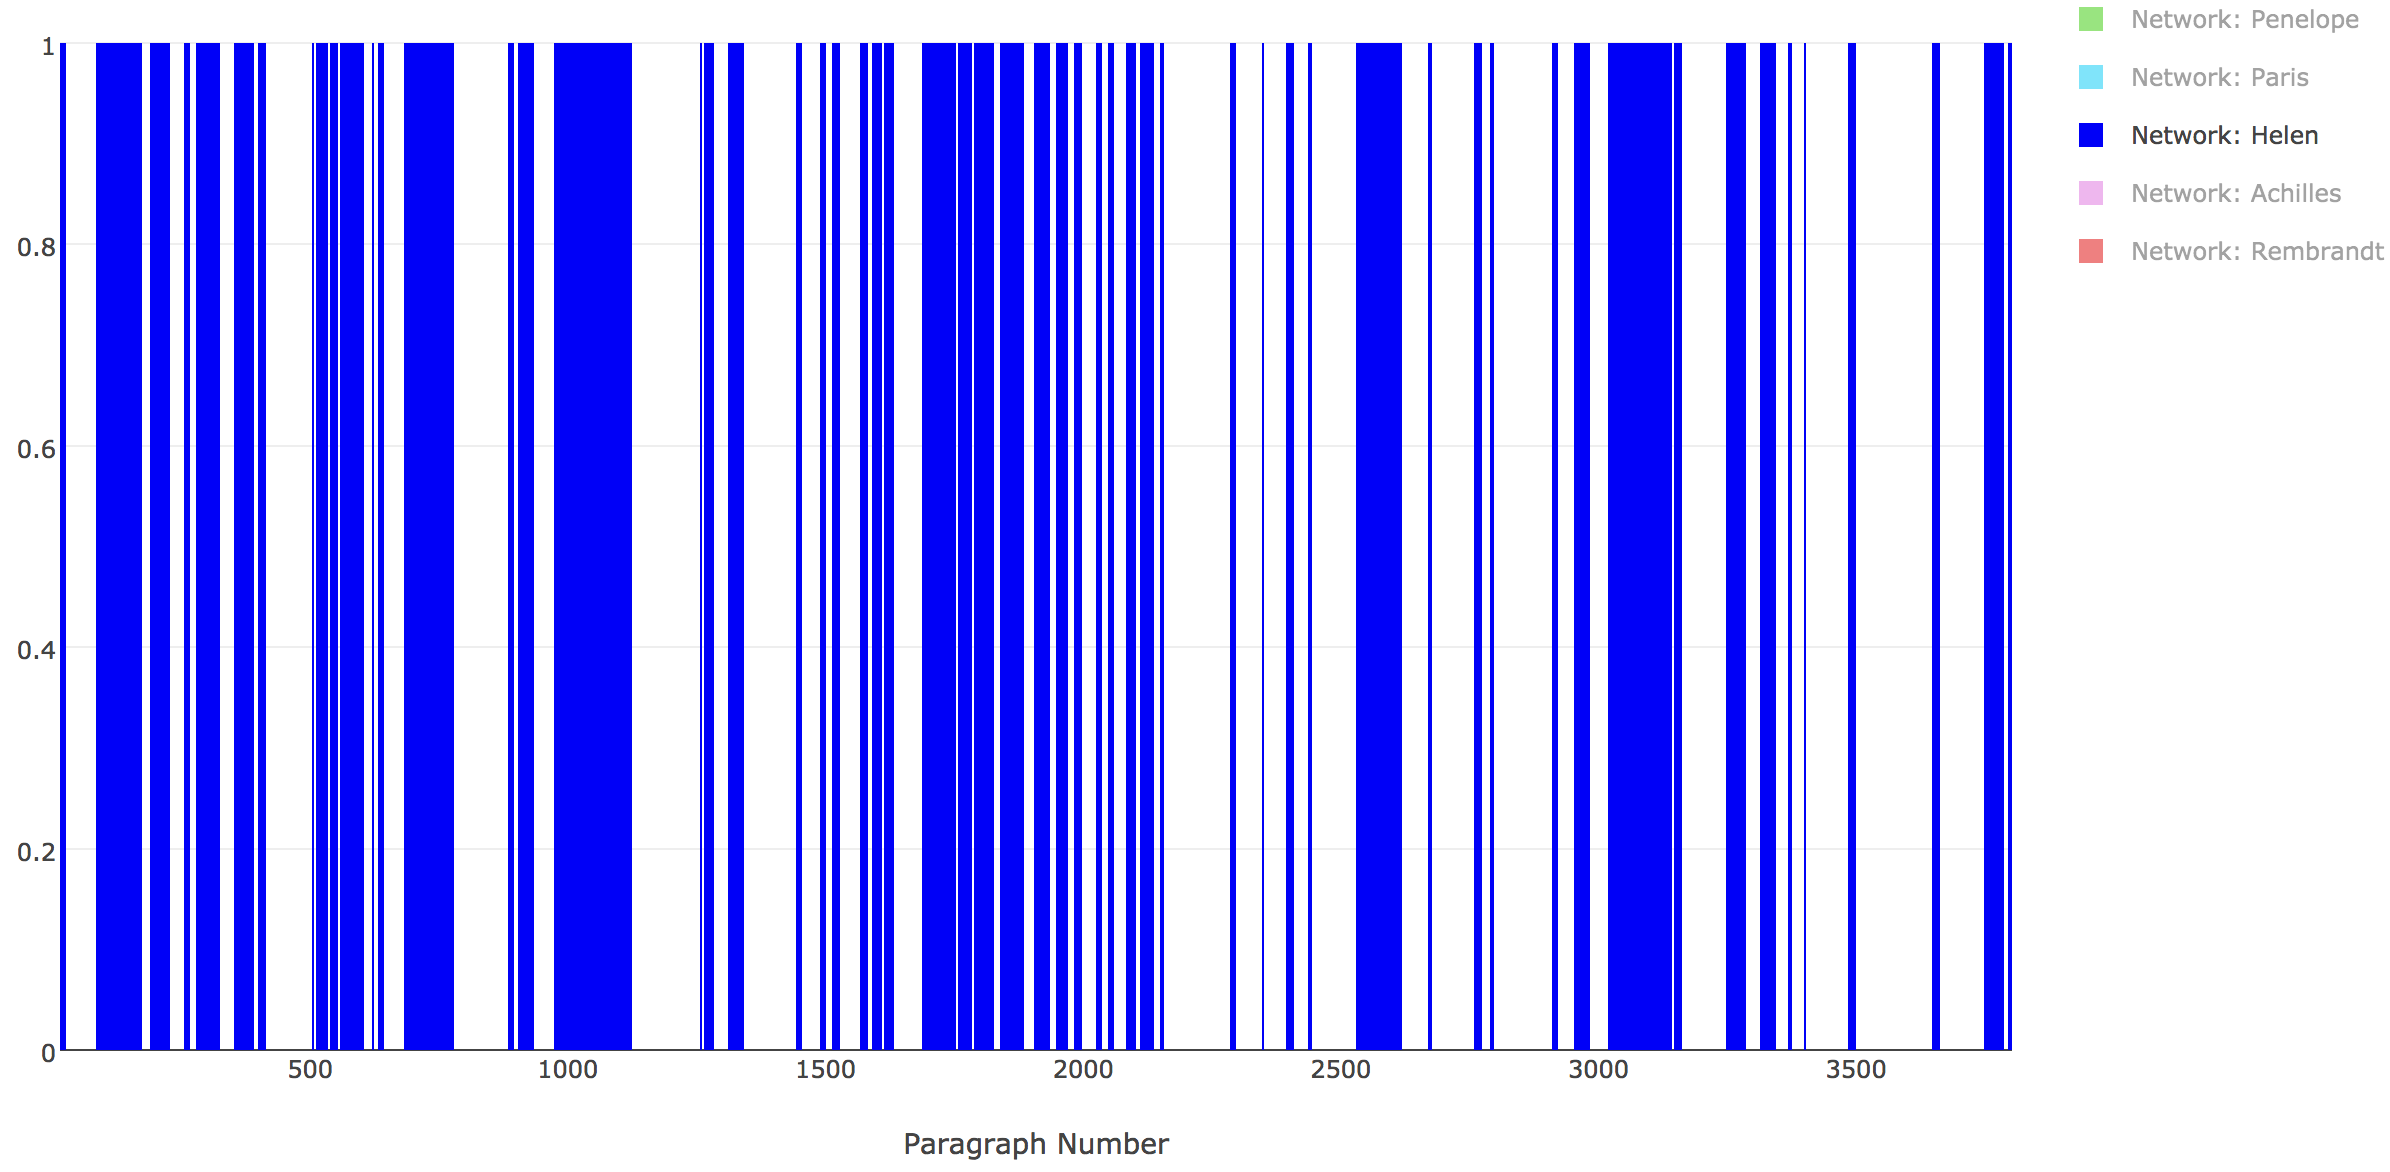 Network: Penelope
Network: Paris
Network: Helen
Network: Achilles
Network: Rembrandt
1
0.8
0.6
0.4
0.2
0
500 1000 1500 2000 2500 3000 3500
Paragraph Number